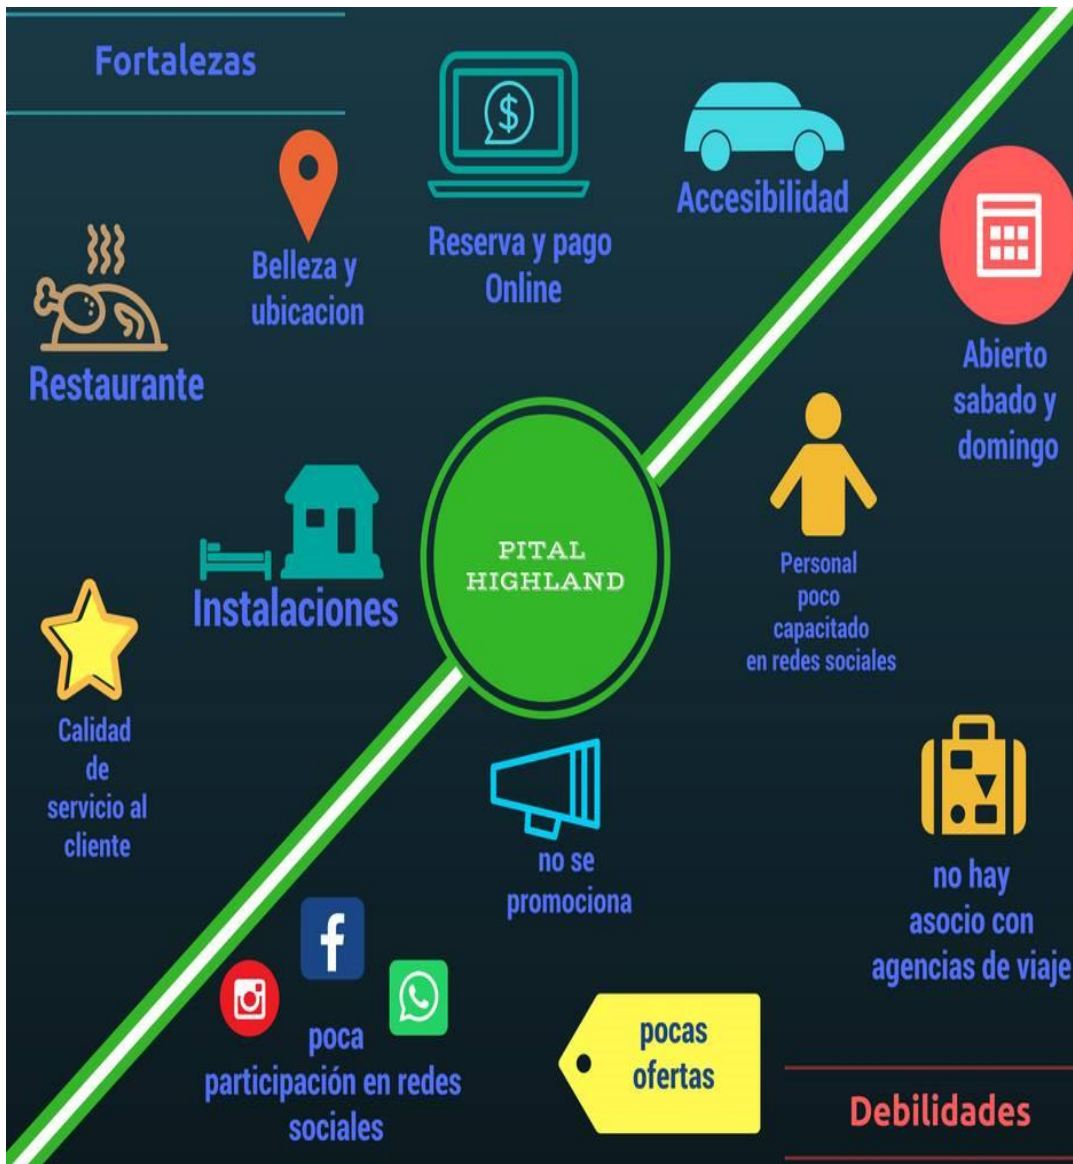 Fortalezas
$
Accesibilidad
Reserva y pago
Online
Belleza y
ubicacion
Restaurante
Abierto
sabado y
domingo
PITAL
HIGHLAND
Personal
poco
capacitado
en redes sociales
Instalaciones
Calidad
de
servicio al
cliente
no se
promociona
no hay
asocio con
agencias de viaje
f
poca
participación en redes
sociales
pocas
ofertas
Debilidades